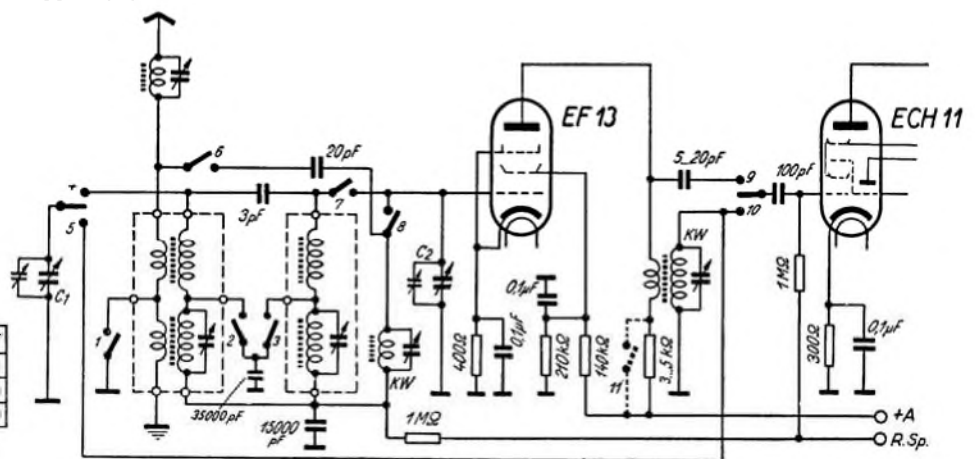 EF 13
ECH 11
6
20pF
5...20pF
9
100pF
+
3pF
7
5
8
10
C1
C2
KW
1
2
3
400Ω
0,1µF
0,1µF
210kΩ
140kΩ
11
3...5kΩ
1MΩ
300Ω
0,1µF
35000pF
KW
15000
pF
1MΩ
+A
R.Sp.